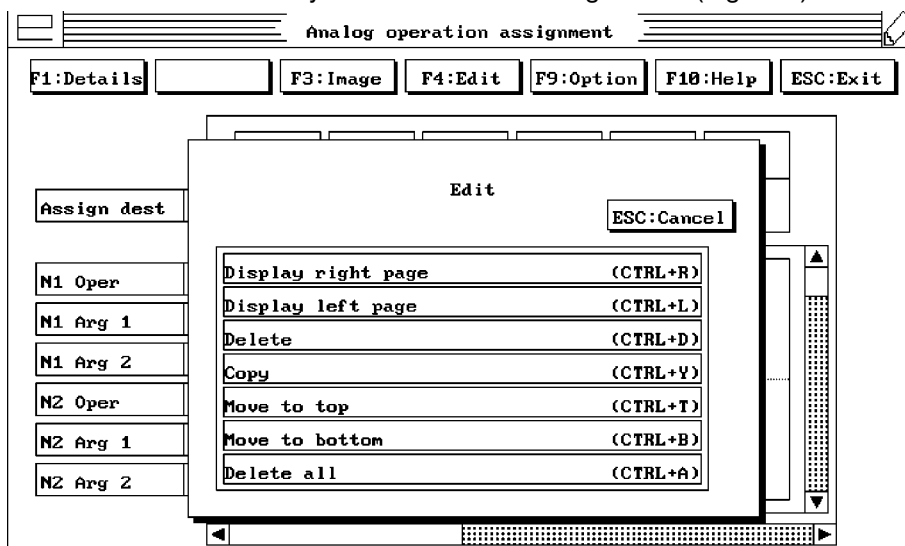 Analog operation assignment
F1:Details F3:Image F4:Edit F9:Option F10:Help ESC:Exit
Edit
Assign dest
ESC:Cancel
Display right page (CTRL+R)
N1 Oper
Display left page (CTRL+L)
N1 Arg 1
Delete (CTRL+D)
N1 Arg 2
Copy (CTRL+Y)
N2 Oper
Move to top (CTRL+T)
N2 Arg 1
Move to bottom (CTRL+B)
N2 Arg 2
Delete all (CTRL+A)